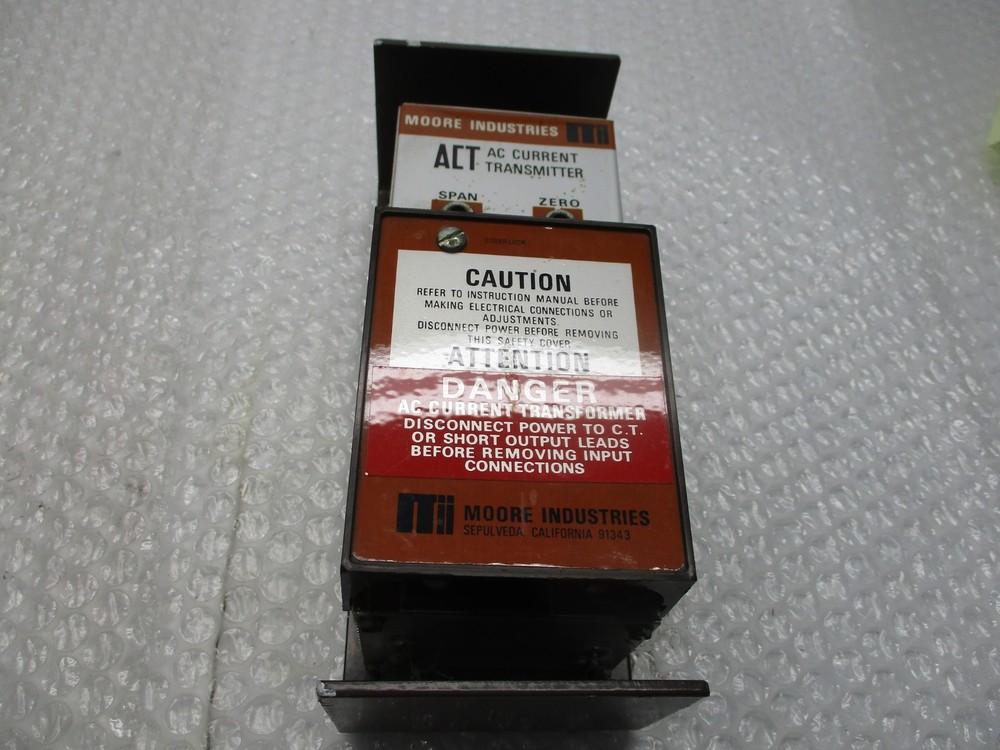 MOORE INDUSTRIES
ACT AC CURRENT
TRANSMITTER
SPAN ZERO
COVER LOCK
CAUTION
REFER TO INSTRUCTION MANUAL BEFORE
MAKING ELECTRICAL CONNECTIONS OR
ADJUSTMENTS.
DISCONNECT POWER BEFORE REMOVING
THIS SAFETY COVER
ATTENTION
DANGER
AC CURRENT TRANSFORMER
DISCONNECT POWER TO C.T.
OR SHORT OUTPUT LEADS
BEFORE REMOVING INPUT
CONNECTIONS
MOORE INDUSTRIES
SEPULVEDA, CALIFORNIA 91343